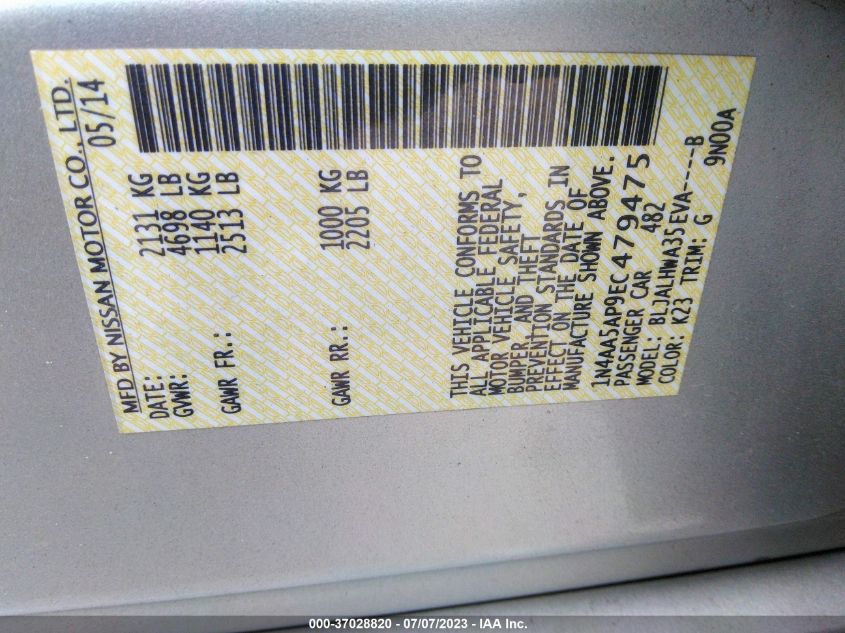 MFD BY NISSAN MOTOR CO., LTD.
DATE: 05/14
GVWR: 2131 KG
4698 LB
GAWR FR.: 1140 KG
2513 LB
GAWR RR.: 1000 KG
2205 LB
THIS VEHICLE CONFORMS TO
ALL APPLICABLE FEDERAL
MOTOR VEHICLE SAFETY,
BUMPER, AND THEFT
PREVENTION STANDARDS IN
EFFECT ON THE DATE OF
MANUFACTURE SHOWN ABOVE.
1N4AA5AP9EC479475
PASSENGER CAR 482
MODEL: BLJALHWA35EVA----B
COLOR: K23 TRIM: G
9N00A
000-37028820 - 07/07/2023 - IAA Inc.